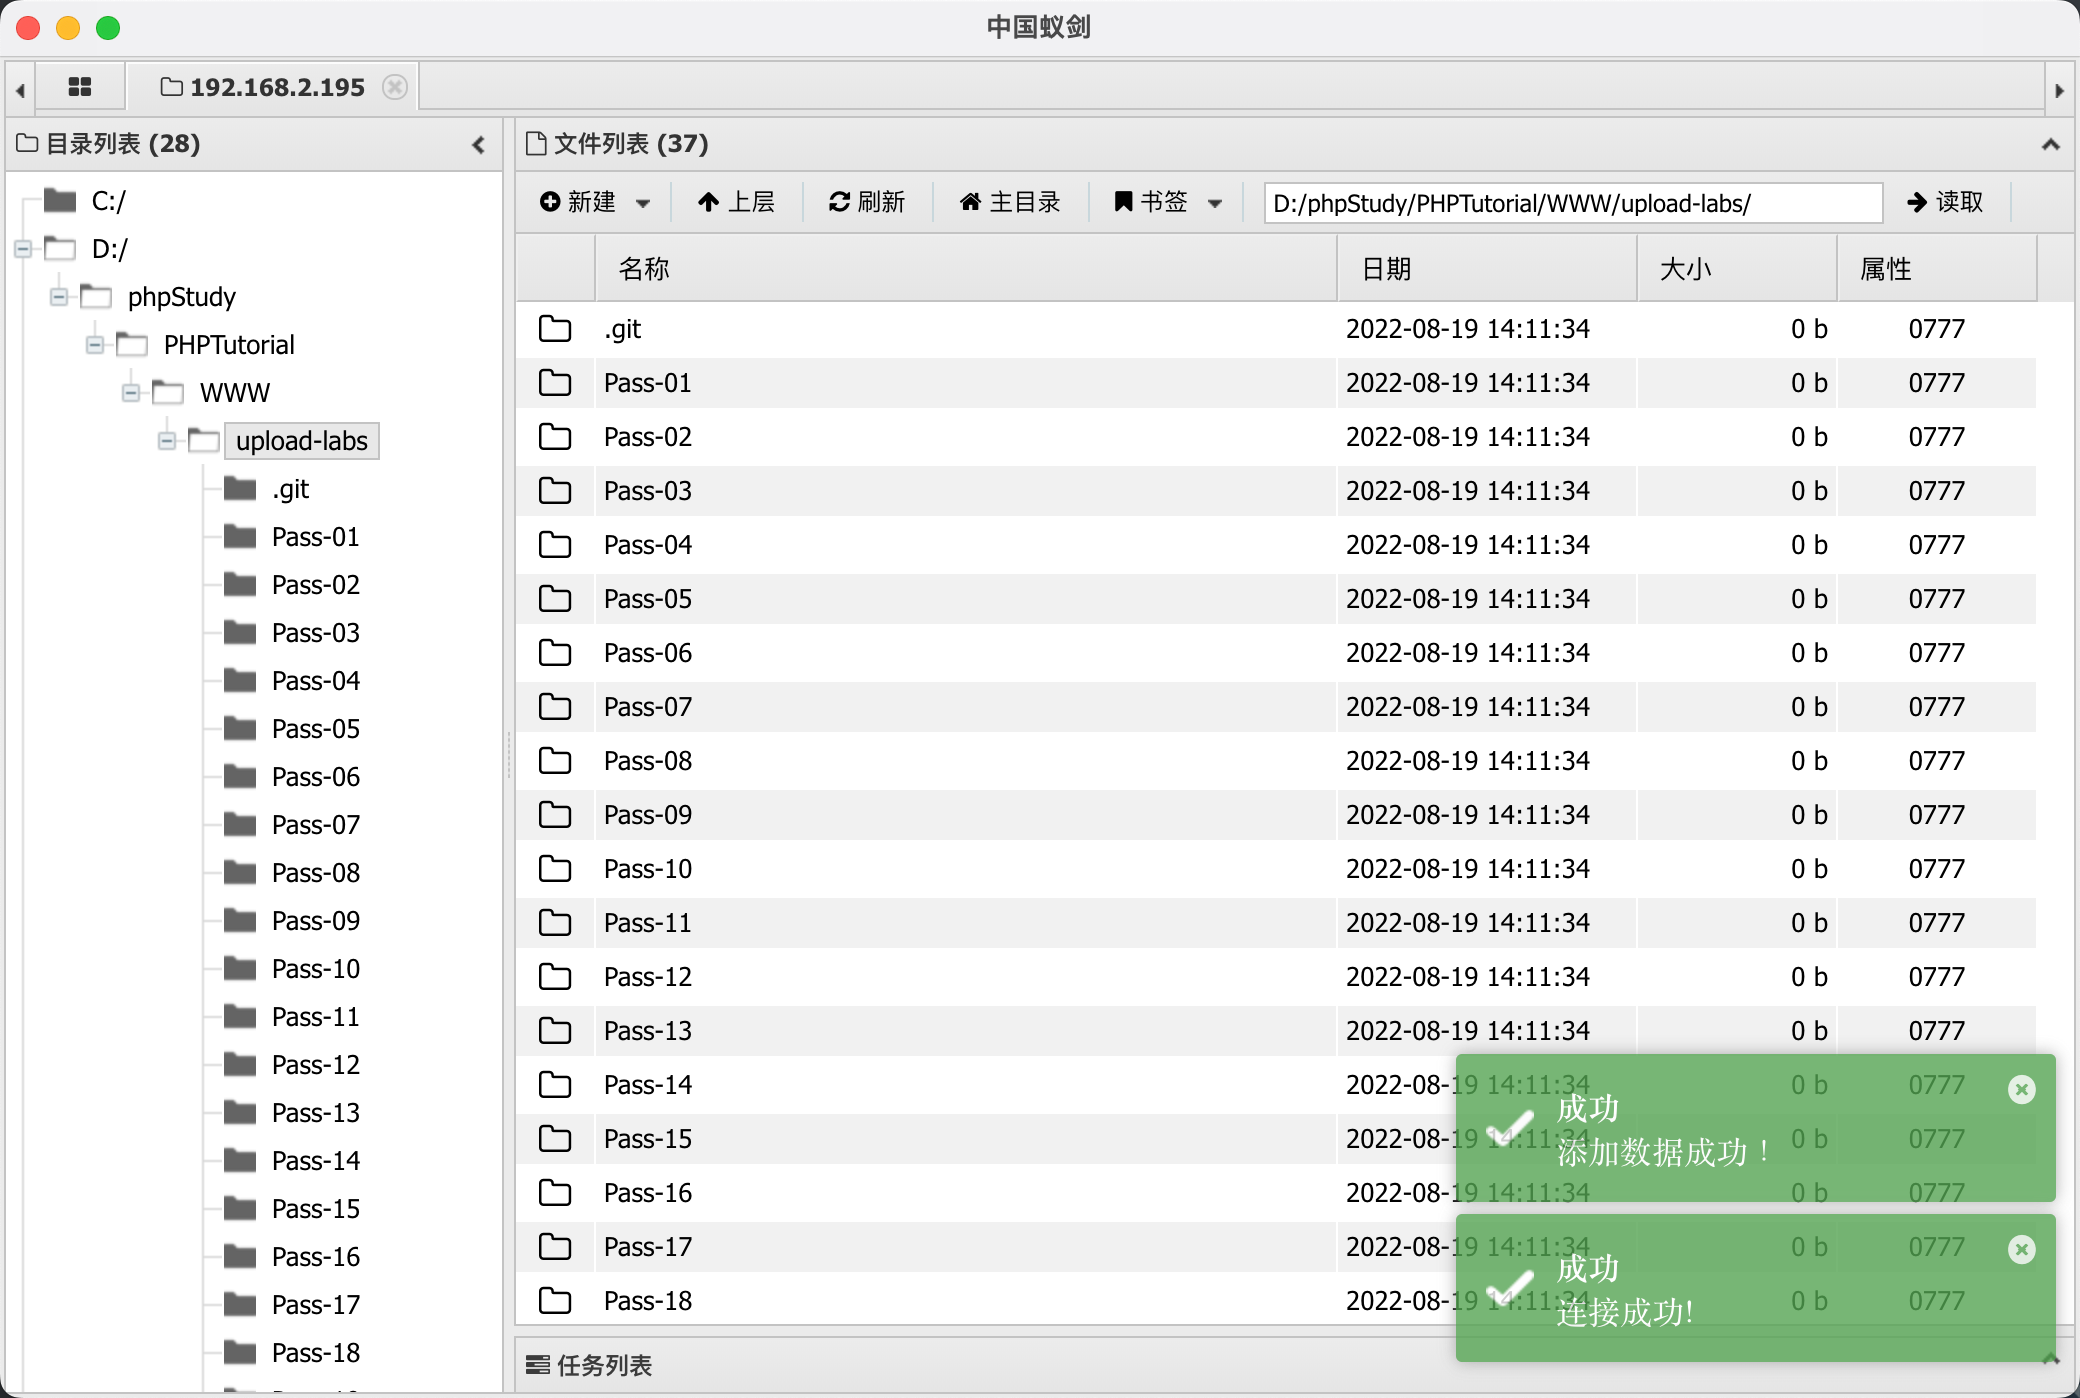 中国蚁剑
192.168.2.195
目录列表 (28)
C:/
D:/
phpStudy
PHPTutorial
WWW
upload-labs
.git
Pass-01
Pass-02
Pass-03
Pass-04
Pass-05
Pass-06
Pass-07
Pass-08
Pass-09
Pass-10
Pass-11
Pass-12
Pass-13
Pass-14
Pass-15
Pass-16
Pass-17
Pass-18
文件列表 (37)
新建 上层 刷新 主目录 书签 D:/phpStudy/PHPTutorial/WWW/upload-labs/ 读取
名称 日期 大小 属性
.git 2022-08-19 14:11:34 0 b 0777
Pass-01 2022-08-19 14:11:34 0 b 0777
Pass-02 2022-08-19 14:11:34 0 b 0777
Pass-03 2022-08-19 14:11:34 0 b 0777
Pass-04 2022-08-19 14:11:34 0 b 0777
Pass-05 2022-08-19 14:11:34 0 b 0777
Pass-06 2022-08-19 14:11:34 0 b 0777
Pass-07 2022-08-19 14:11:34 0 b 0777
Pass-08 2022-08-19 14:11:34 0 b 0777
Pass-09 2022-08-19 14:11:34 0 b 0777
Pass-10 2022-08-19 14:11:34 0 b 0777
Pass-11 2022-08-19 14:11:34 0 b 0777
Pass-12 2022-08-19 14:11:34 0 b 0777
Pass-13 2022-08-19 14:11:34 0 b 0777
Pass-14 2022-08-19 14:11:34 0 b 0777
Pass-15 2022-08-19 14:11:34 0 b 0777
Pass-16 2022-08-19 14:11:34 0 b 0777
Pass-17 2022-08-19 14:11:34 0 b 0777
Pass-18 2022-08-19 14:11:34 0 b 0777
成功
添加数据成功！
成功
连接成功!
任务列表